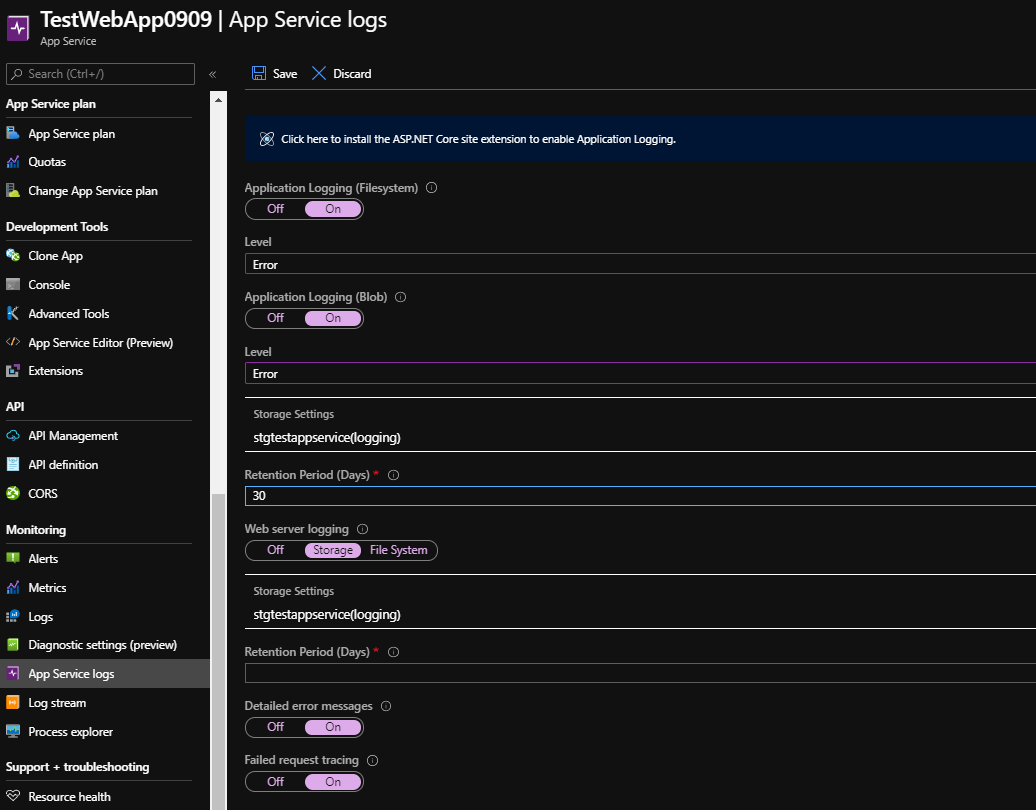 TestWebApp0909 | App Service logs
App Service
Search (Ctrl+/)
«
Save
Discard
App Service plan
App Service plan
Quotas
Change App Service plan
Development Tools
Clone App
Console
Advanced Tools
App Service Editor (Preview)
Extensions
API
API Management
API definition
CORS
Monitoring
Alerts
Metrics
Logs
Diagnostic settings (preview)
App Service logs
Log stream
Process explorer
Support + troubleshooting
Resource health
Click here to install the ASP.NET Core site extension to enable Application Logging.
Application Logging (Filesystem)
Off On
Level
Error
Application Logging (Blob)
Off On
Level
Error
Storage Settings
stgtestappservice(logging)
Retention Period (Days) *
30
Web server logging
Off Storage File System
Storage Settings
stgtestappservice(logging)
Retention Period (Days) *
Detailed error messages
Off On
Failed request tracing
Off On